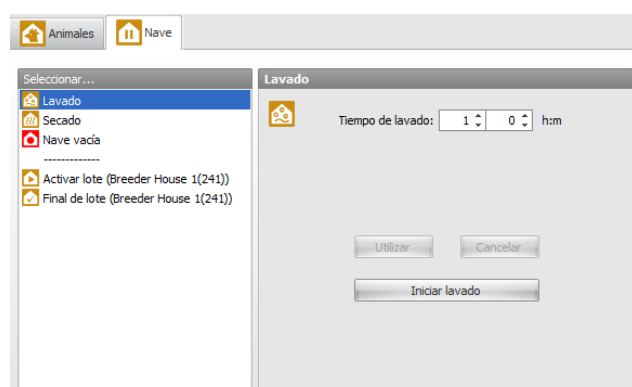 Animales
Nave
Seleccionar...
Lavado
Secado
Nave vacía
-------------
Activar lote (Breeder House 1(241))
Final de lote (Breeder House 1(241))
Lavado
Tiempo de lavado: 1 0 h:m
Utilizar Cancelar
Iniciar lavado